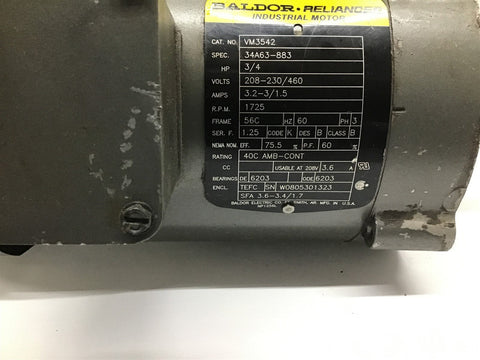 BALDOR • RELIANCE
INDUSTRIAL MOTOR
CAT. NO. VM3542
SPEC. 34A63-883
HP 3/4
VOLTS 208-230/460
AMPS 3.2-3/1.5
R.P.M. 1725
FRAME 56C HZ 60 PH 3
SER. F. 1.25 CODE K DES B CLASS B
NEMA NOM. EFF. 75.5 % P.F. 60 %
RATING 40C AMB-CONT
CC USABLE AT 208V 3.6 A
BEARINGS DE 6203 ODE 6203
ENCL. TEFC SN W0805301323
SFA 3.6-3.4/1.7
BALDOR ELECTRIC CO. FT. SMITH, AR. MFG. IN U.S.A.